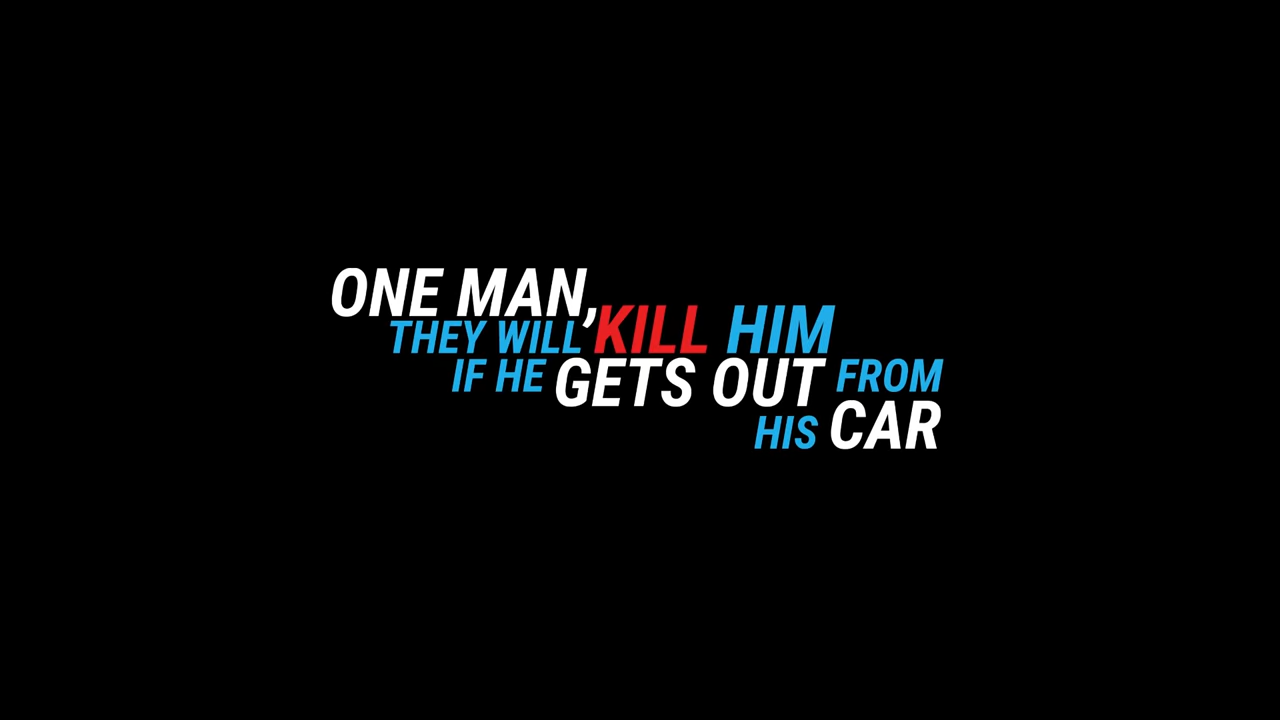 ONE MAN,
THEY WILL KILL HIM
IF HE GETS OUT FROM
HIS CAR